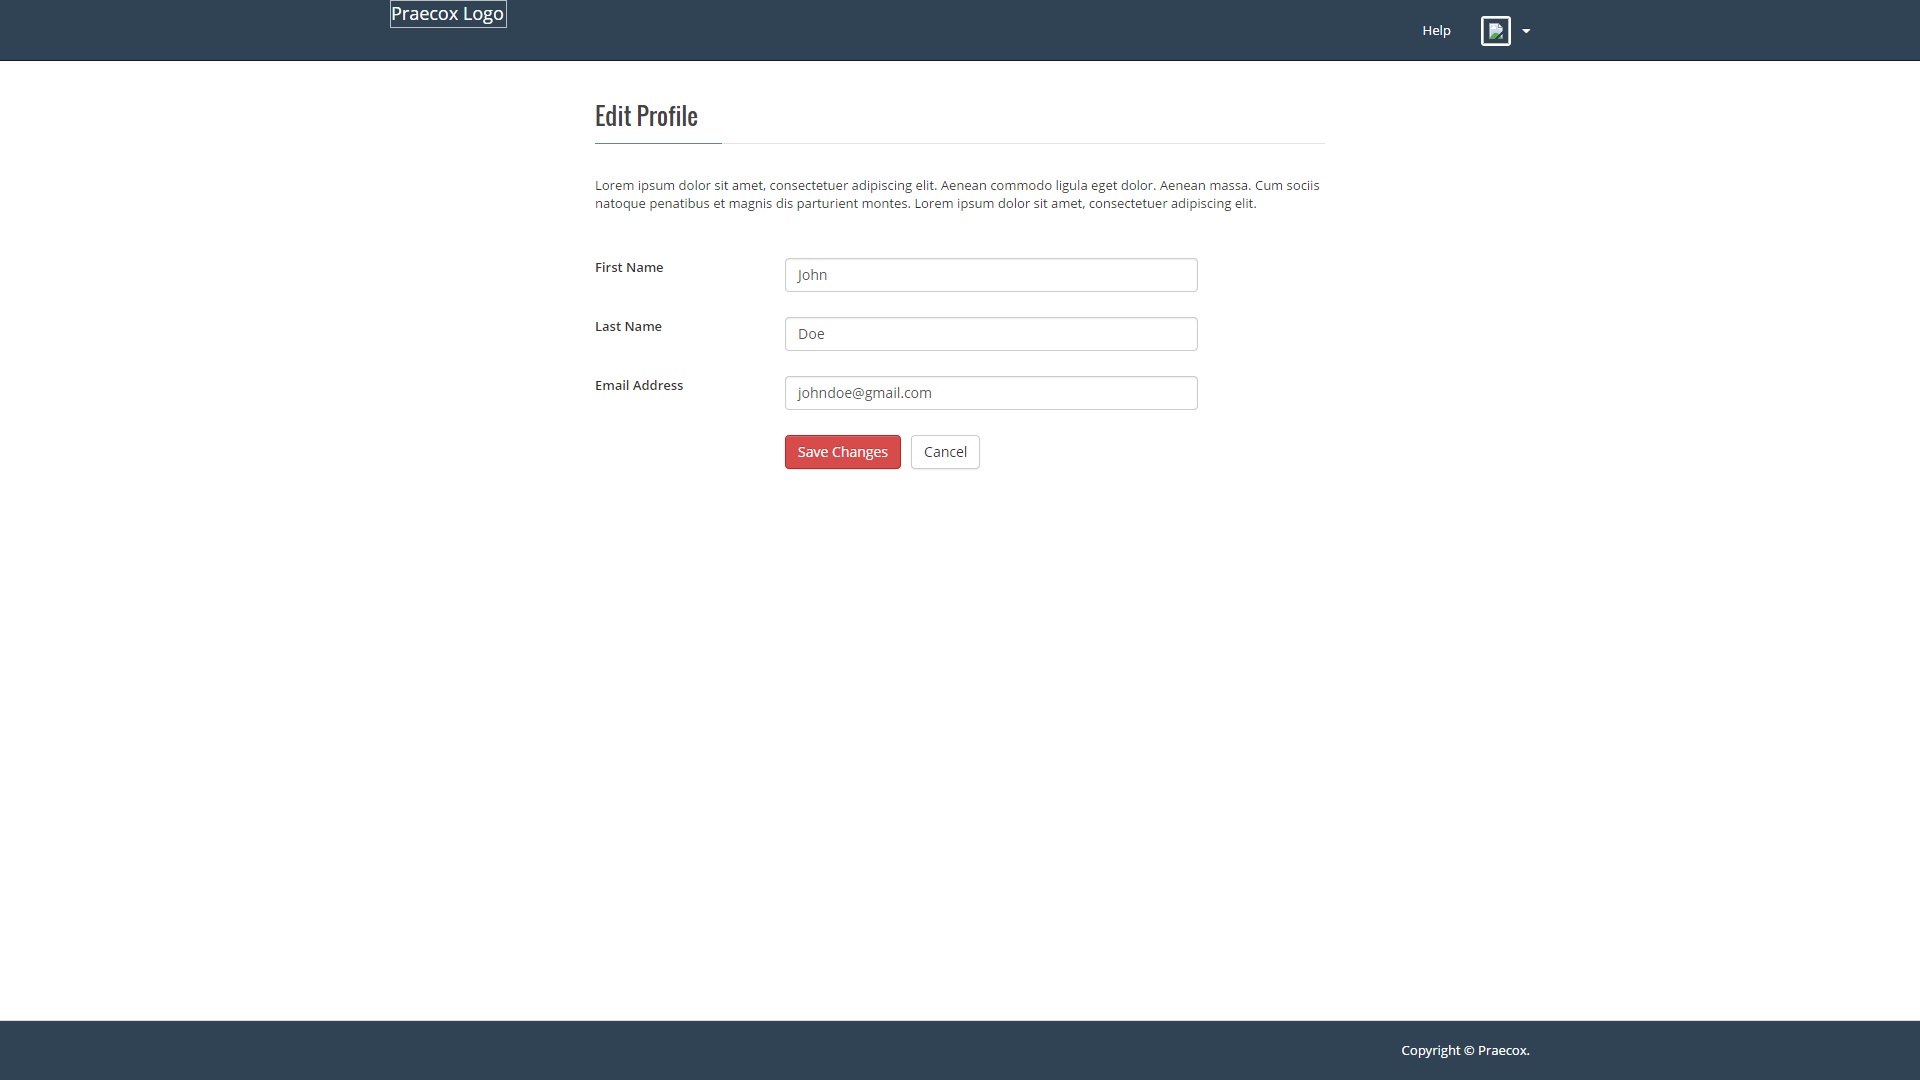 Praecox Logo
Help
Edit Profile
Lorem ipsum dolor sit amet, consectetuer adipiscing elit. Aenean commodo ligula eget dolor. Aenean massa. Cum sociis
natoque penatibus et magnis dis parturient montes. Lorem ipsum dolor sit amet, consectetuer adipiscing elit.
First Name
John
Last Name
Doe
Email Address
johndoe@gmail.com
Save Changes
Cancel
Copyright © Praecox.